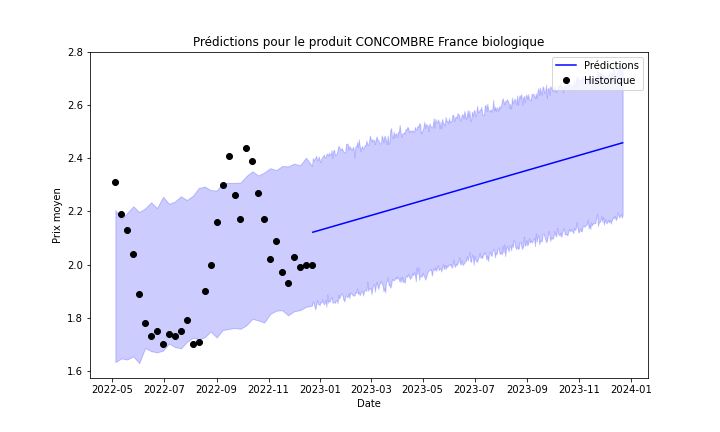 Prédictions pour le produit CONCOMBRE France biologique
Prédictions
Historique
Prix moyen
2.8
2.6
2.4
2.2
2.0
1.8
1.6
2022-05 2022-07 2022-09 2022-11 2023-01 2023-03 2023-05 2023-07 2023-09 2023-11 2024-01
Date